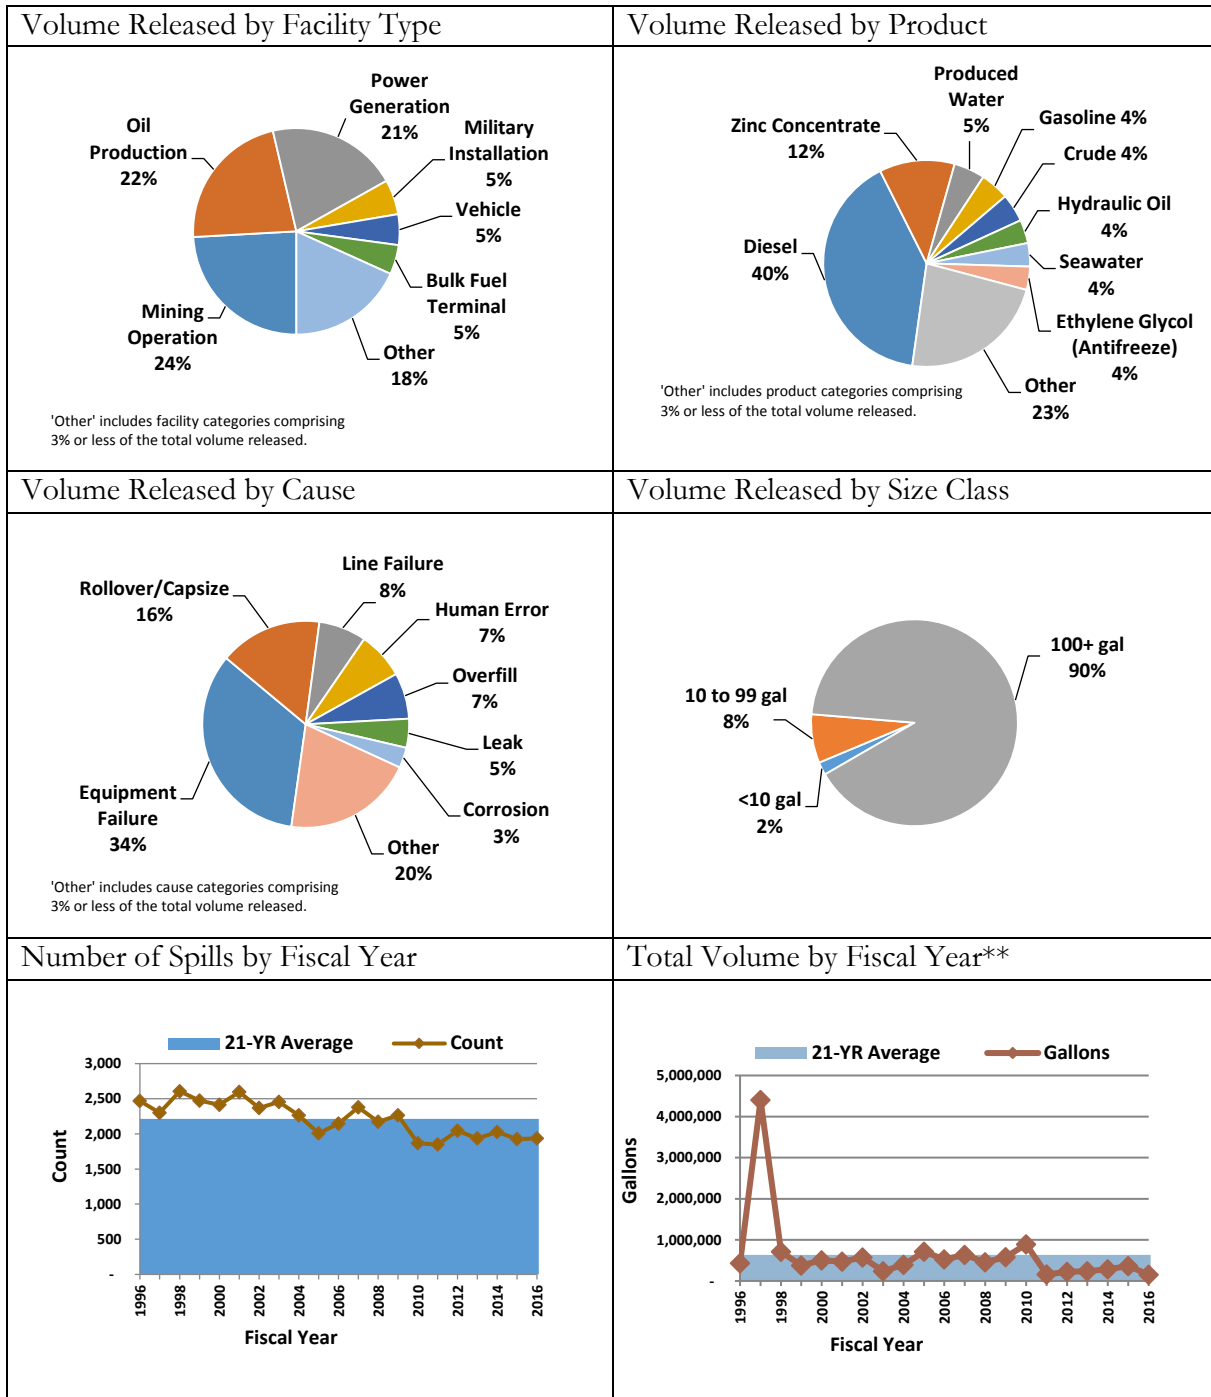 Volume Released by Facility Type
Power
Generation
21%
Oil
Production
22%
Military
Installation
5%
Vehicle
5%
Bulk Fuel
Terminal
5%
Mining
Operation
24%
Other
18%
'Other' includes facility categories comprising
3% or less of the total volume released.
Volume Released by Product
Produced
Water
5%
Zinc Concentrate
12%
Gasoline 4%
Crude 4%
Hydraulic Oil
4%
Diesel
40%
Seawater
4%
Ethylene Glycol
(Antifreeze)
4%
Other
23%
'Other' includes product categories comprising
3% or less of the total volume released.
Volume Released by Cause
Line Failure
8%
Rollover/Capsize
16%
Human Error
7%
Overfill
7%
Leak
5%
Equipment
Failure
34%
Corrosion
3%
Other
20%
'Other' includes cause categories comprising
3% or less of the total volume released.
Volume Released by Size Class
100+ gal
90%
10 to 99 gal
8%
<10 gal
2%
Number of Spills by Fiscal Year
21-YR Average
Count
3,000
2,500
2,000
1,500
1,000
500
-
Count
1996
1998
2000
2002
2004
2006
2008
2010
2012
2014
2016
Fiscal Year
Total Volume by Fiscal Year**
21-YR Average
Gallons
5,000,000
4,000,000
3,000,000
2,000,000
1,000,000
-
Gallons
1996
1998
2000
2002
2004
2006
2008
2010
2012
2014
2016
Fiscal Year